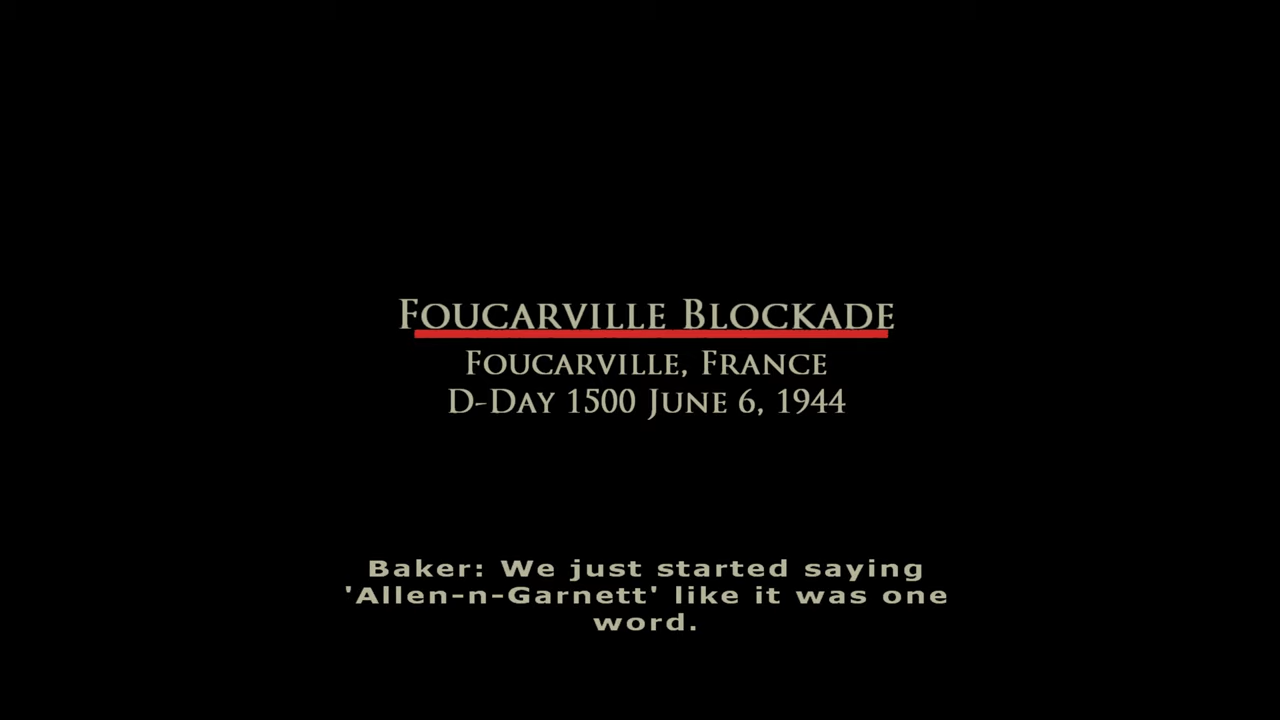 Foucarville Blockade
Foucarville, France
D-Day 1500 June 6, 1944
Baker: We just started saying
'Allen-n-Garnett' like it was one
word.